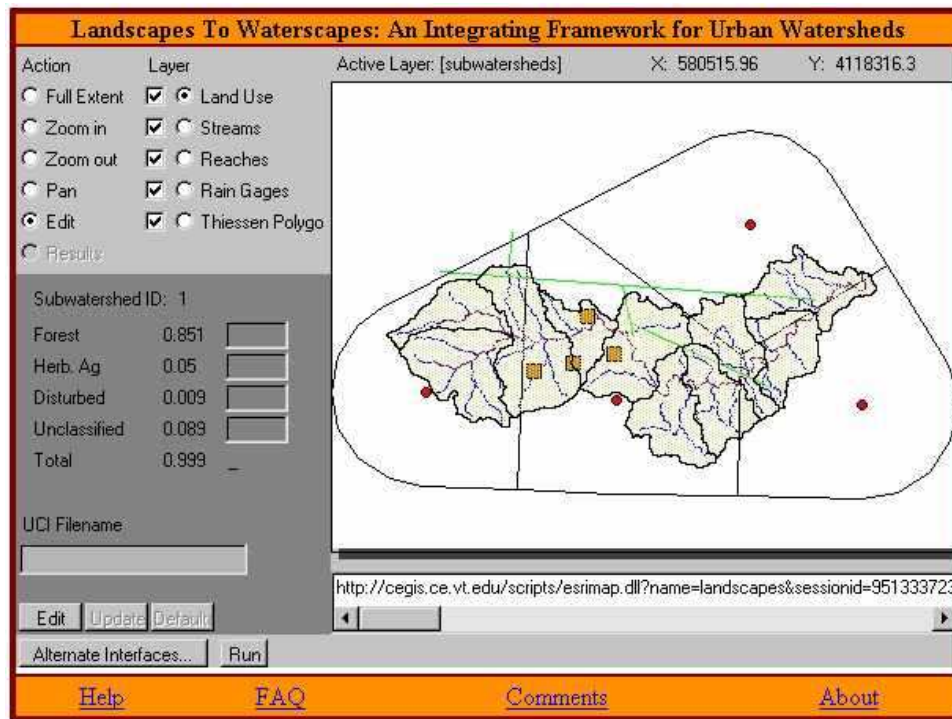 Landscapes To Waterscapes: An Integrating Framework for Urban Watersheds
Action Layer Active Layer: [subwatersheds] X: 580515.96 Y: 4118316.3
Full Extent Land Use
Zoom in Streams
Zoom out Reaches
Pan Rain Gages
Edit Thiessen Polygo
Results
Subwatershed ID: 1
Forest 0.851
Herb. Ag 0.05
Disturbed 0.009
Unclassified 0.089
Total 0.999 _
UCI Filename
http://cegis.ce.vt.edu/scripts/esrimap.dll?name=landscapes&sessionid=951333723
Edit Update Default
Alternate Interfaces... Run
Help FAQ Comments About